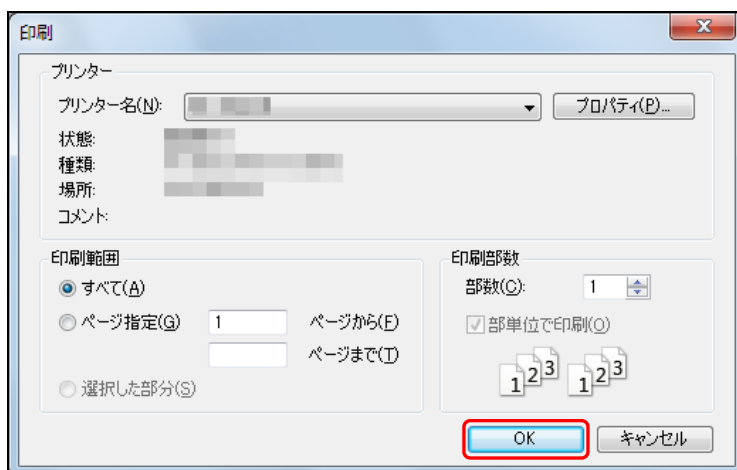 印刷
プリンター
プリンター名(N):
プロパティ(P)...
状態:
種類:
場所:
コメント:
印刷範囲
すべて(A)
ページ指定(G) 1 ページから(F)
ページまで(T)
選択した部分(S)
印刷部数
部数(C): 1
部単位で印刷(O)
1 2 3 1 2 3
OK キャンセル